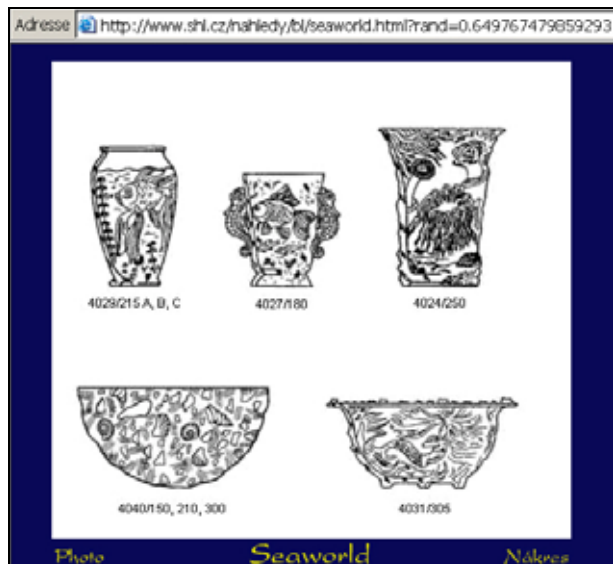 Adresse http://www.shl.cz/nahledy/bl/seaworld.html?rand=0.649767479859293
4029/215 A, B, C
4027/180
4024/250
4040/150, 210, 300
4031/305
Photo Seaworld Nákres